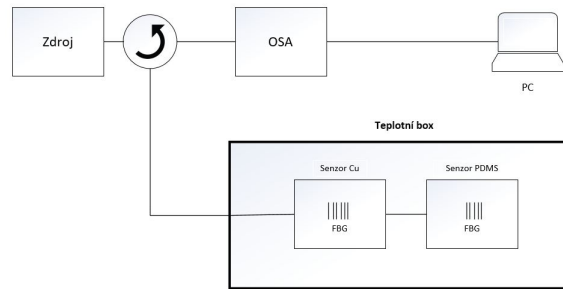 Zdroj
OSA
PC
Teplotní box
Senzor Cu
Senzor PDMS
FBG
FBG